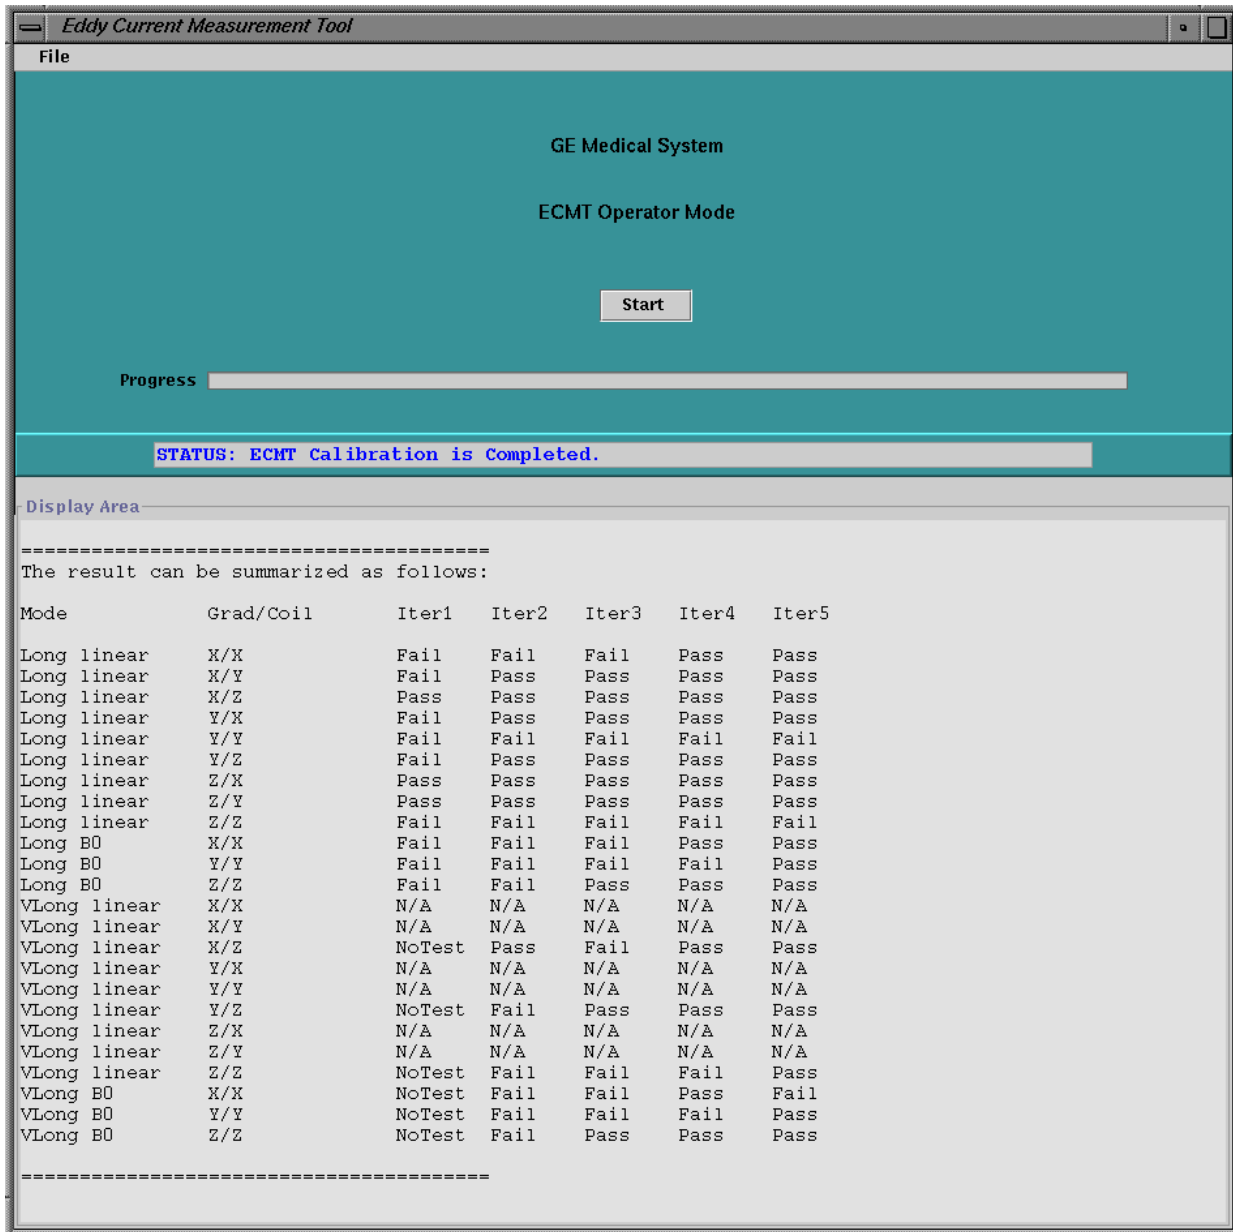 Eddy Current Measurement Tool
File
GE Medical System
ECMT Operator Mode
Start
Progress
STATUS: ECMT Calibration is Completed.
Display Area
========================================
The result can be summarized as follows:
Mode Grad/Coil Iter1 Iter2 Iter3 Iter4 Iter5
Long linear X/X Fail Fail Fail Pass Pass
Long linear X/Y Fail Pass Pass Pass Pass
Long linear X/Z Pass Pass Pass Pass Pass
Long linear Y/X Fail Pass Pass Pass Pass
Long linear Y/Y Fail Fail Fail Fail Fail
Long linear Y/Z Fail Pass Pass Pass Pass
Long linear Z/X Pass Pass Pass Pass Pass
Long linear Z/Y Pass Pass Pass Pass Pass
Long linear Z/Z Fail Fail Fail Fail Fail
Long B0 X/X Fail Fail Fail Pass Pass
Long B0 Y/Y Fail Fail Fail Fail Pass
Long B0 Z/Z Fail Fail Pass Pass Pass
VLong linear X/X N/A N/A N/A N/A N/A
VLong linear X/Y N/A N/A N/A N/A N/A
VLong linear X/Z NoTest Pass Fail Pass Pass
VLong linear Y/X N/A N/A N/A N/A N/A
VLong linear Y/Y N/A N/A N/A N/A N/A
VLong linear Y/Z NoTest Fail Pass Pass Pass
VLong linear Z/X N/A N/A N/A N/A N/A
VLong linear Z/Y N/A N/A N/A N/A N/A
VLong linear Z/Z NoTest Fail Fail Fail Pass
VLong B0 X/X NoTest Fail Fail Pass Fail
VLong B0 Y/Y NoTest Fail Fail Fail Pass
VLong B0 Z/Z NoTest Fail Pass Pass Pass
========================================